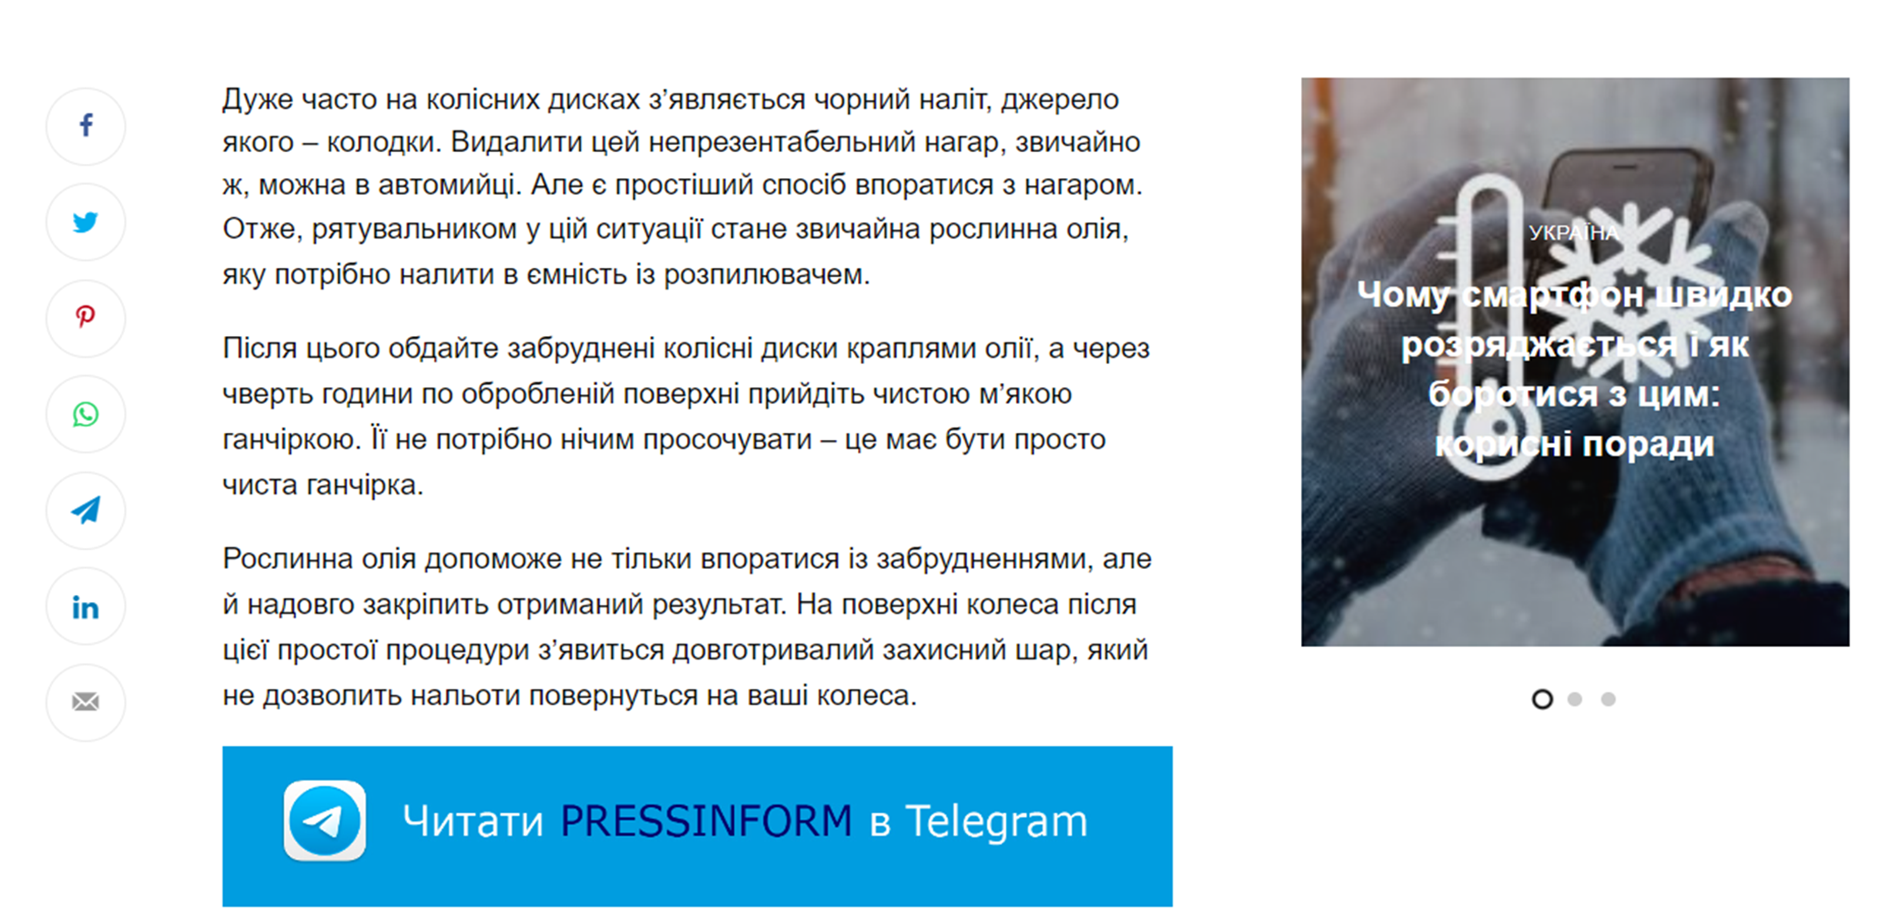 Дуже часто на колісних дисках з’являється чорний наліт, джерело
якого – колодки. Видалити цей непрезентабельний нагар, звичайно
ж, можна в автомийці. Але є простіший спосіб впоратися з нагаром.
Отже, рятувальником у цій ситуації стане звичайна рослинна олія,
яку потрібно налити в ємність із розпилювачем.
Після цього обдайте забруднені колісні диски краплями олії, а через
чверть години по обробленій поверхні прийдіть чистою м’якою
ганчіркою. Її не потрібно нічим просочувати – це має бути просто
чиста ганчірка.
Рослинна олія допоможе не тільки впоратися із забрудненнями, але
й надовго закріпить отриманий результат. На поверхні колеса після
цієї простої процедури з’явиться довготривалий захисний шар, який
не дозволить нальоти повернуться на ваші колеса.
Читати PRESSINFORM в Telegram
УКРАЇНА
Чому смартфон швидко
розряджається і як
боротися з цим:
корисні поради